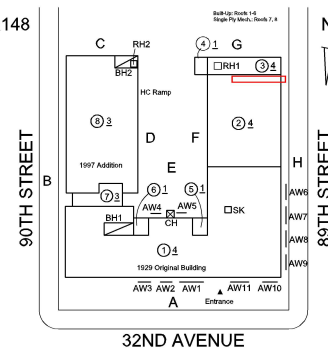 Built-Up: Roofs 1-6
Single Ply Mech.: Roofs 7, 8
148
N
C
RH2
4 1
G
BH2
RH1
3 4
HC Ramp
8 3
D
F
2 4
1997 Addition
E
H
B
6 1
5 1
7 3
AW4
AW5
AW6
BH1
CH
SK
AW7
1 4
AW8
1929 Original Building
AW9
AW3 AW2 AW1
AW11 AW10
A
Entrance
90TH STREET
89TH STREET
32ND AVENUE